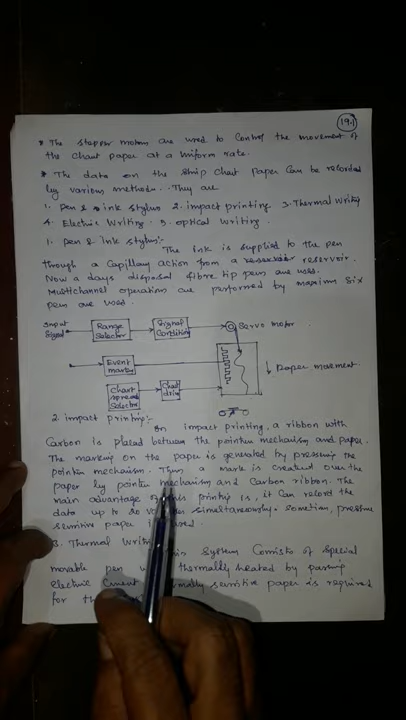 19.1
* The stepper motors are used to Control the movement of
the chart paper at a Uniform rate.
* The data on the strip chart Paper Can be recorded
by various methods. They are
1. pen & ink stylus 2. impact printing 3. Thermal writing
4. Electric Writing 5. optical writing.
1. pen & Ink stylus:-
The ink is supplied to the pen
through a Capillary action from a reservoir.
Now a days disposal fibre tip pens are used.
Multichannel operations are performed by maximum six
pens are used.
Input Signal
Range Selector
Signal Condition
Servo motor
Event marker
paper movement
Chart speed Selector
Chart drive
2. impact printing:-
In impact printing, a ribbon with
Carbon is placed between the pointer mechanism and paper.
The marking on the paper is generated by pressing the
pointer mechanism. Thus a mark is created over the
paper by pointer mechanism and Carbon ribbon. The
main advantage printing is, it Can record the
data up to simultaneously. sometime, pressure
sensitive paper used.
3. Thermal
System Consists of Special
movable pen thermally heated by passing
electric sensitive paper is required
for